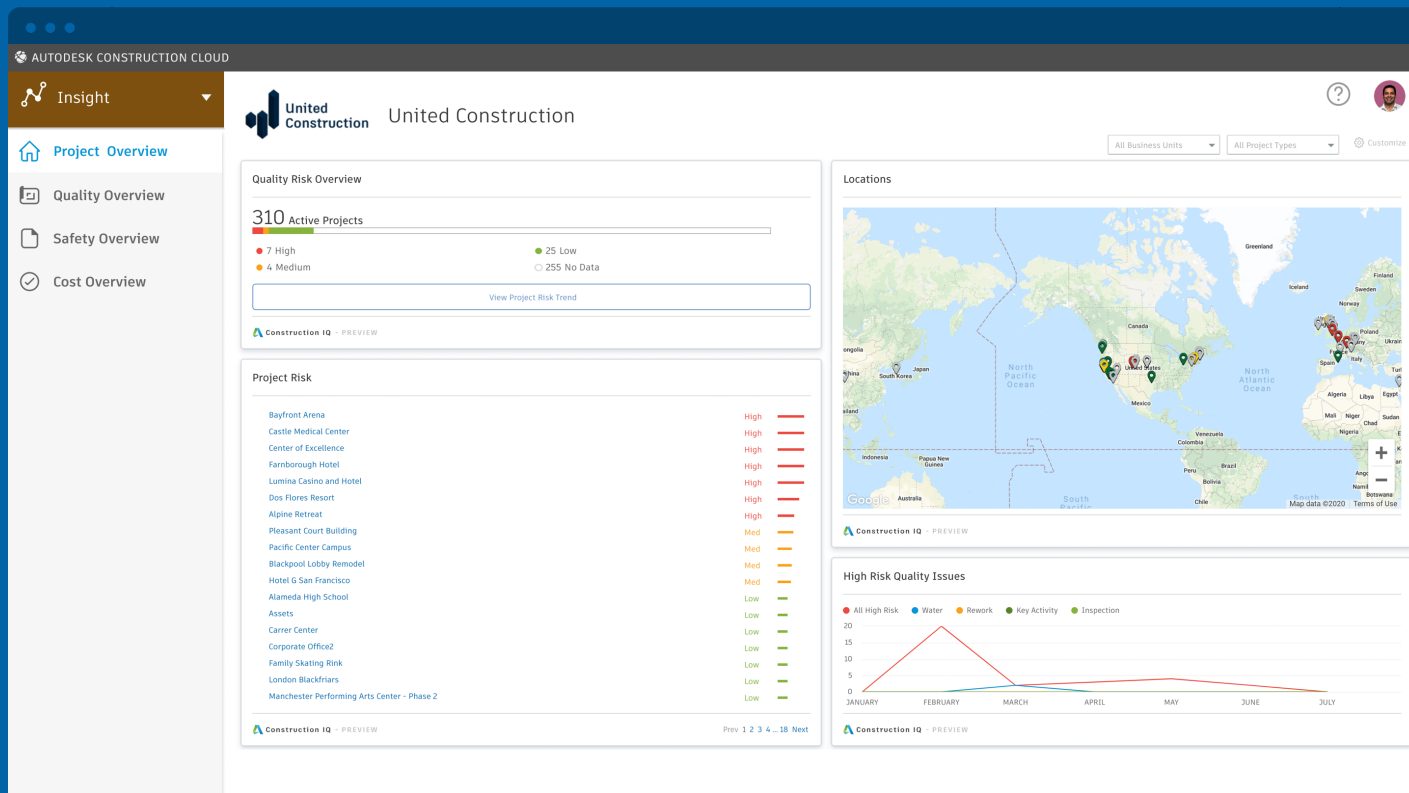 AUTODESK CONSTRUCTION CLOUD
Insight
Project Overview
Quality Overview
Safety Overview
Cost Overview
United
Construction
United Construction
?
All Business Units
All Project Types
Customize
Quality Risk Overview
310 Active Projects
7 High
25 Low
4 Medium
255 No Data
View Project Risk Trend
Construction IQ - PREVIEW
Project Risk
Bayfront Arena High
Castle Medical Center High
Center of Excellence High
Farnborough Hotel High
Lumina Casino and Hotel High
Dos Flores Resort High
Alpine Retreat High
Pleasant Court Building Med
Pacific Center Campus Med
Blackpool Lobby Remodel Med
Hotel G San Francisco Med
Alameda High School Low
Assets Low
Carrer Center Low
Corporate Office2 Low
Family Skating Rink Low
London Blackfriars Low
Manchester Performing Arts Center - Phase 2 Low
Construction IQ - PREVIEW
Prev 1 2 3 4 ... 18 Next
Locations
Greenland
Iceland
Finland
Sweden
Norway
Canada
Poland
Ukrain
ongolia
Japan
South Korea
North
Pacific
Ocean
United States
North
Atlantic
Ocean
Spain
Italy
Mexico
Algeria
Libya
Egypt
Mali
Niger
Chad
Sudan
Nigeria
Venezuela
Colombia
Indonesia
Papua New
Guinea
Peru
Brazil
Bolivia
Chile
Botswana
Australia
Google
South
Pacific
South
Map data ©2020 Terms of Use
Construction IQ - PREVIEW
High Risk Quality Issues
All High Risk Water Rework Key Activity Inspection
20
15
10
5
0
JANUARY FEBRUARY MARCH APRIL MAY JUNE JULY
Construction IQ - PREVIEW